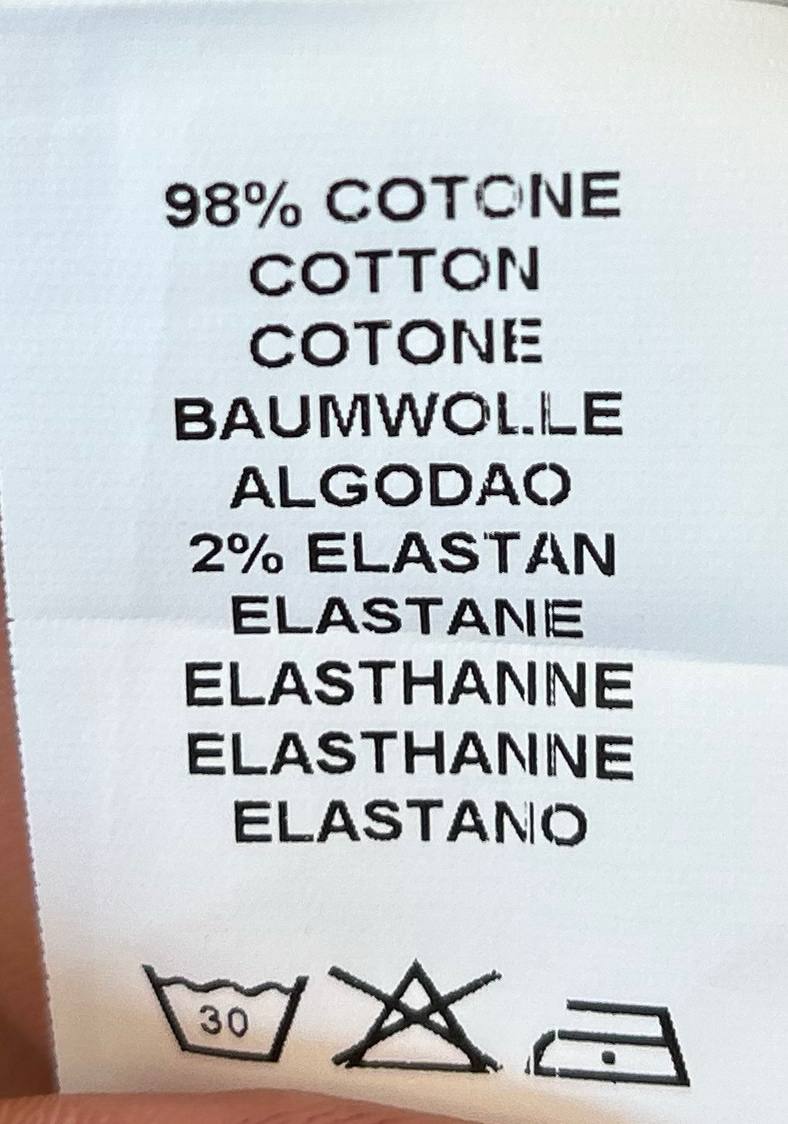 98% COTONE
COTTON
COTONE
BAUMWOLLE
ALGODAO
2% ELASTAN
ELASTANE
ELASTHANNE
ELASTHANNE
ELASTANO
30